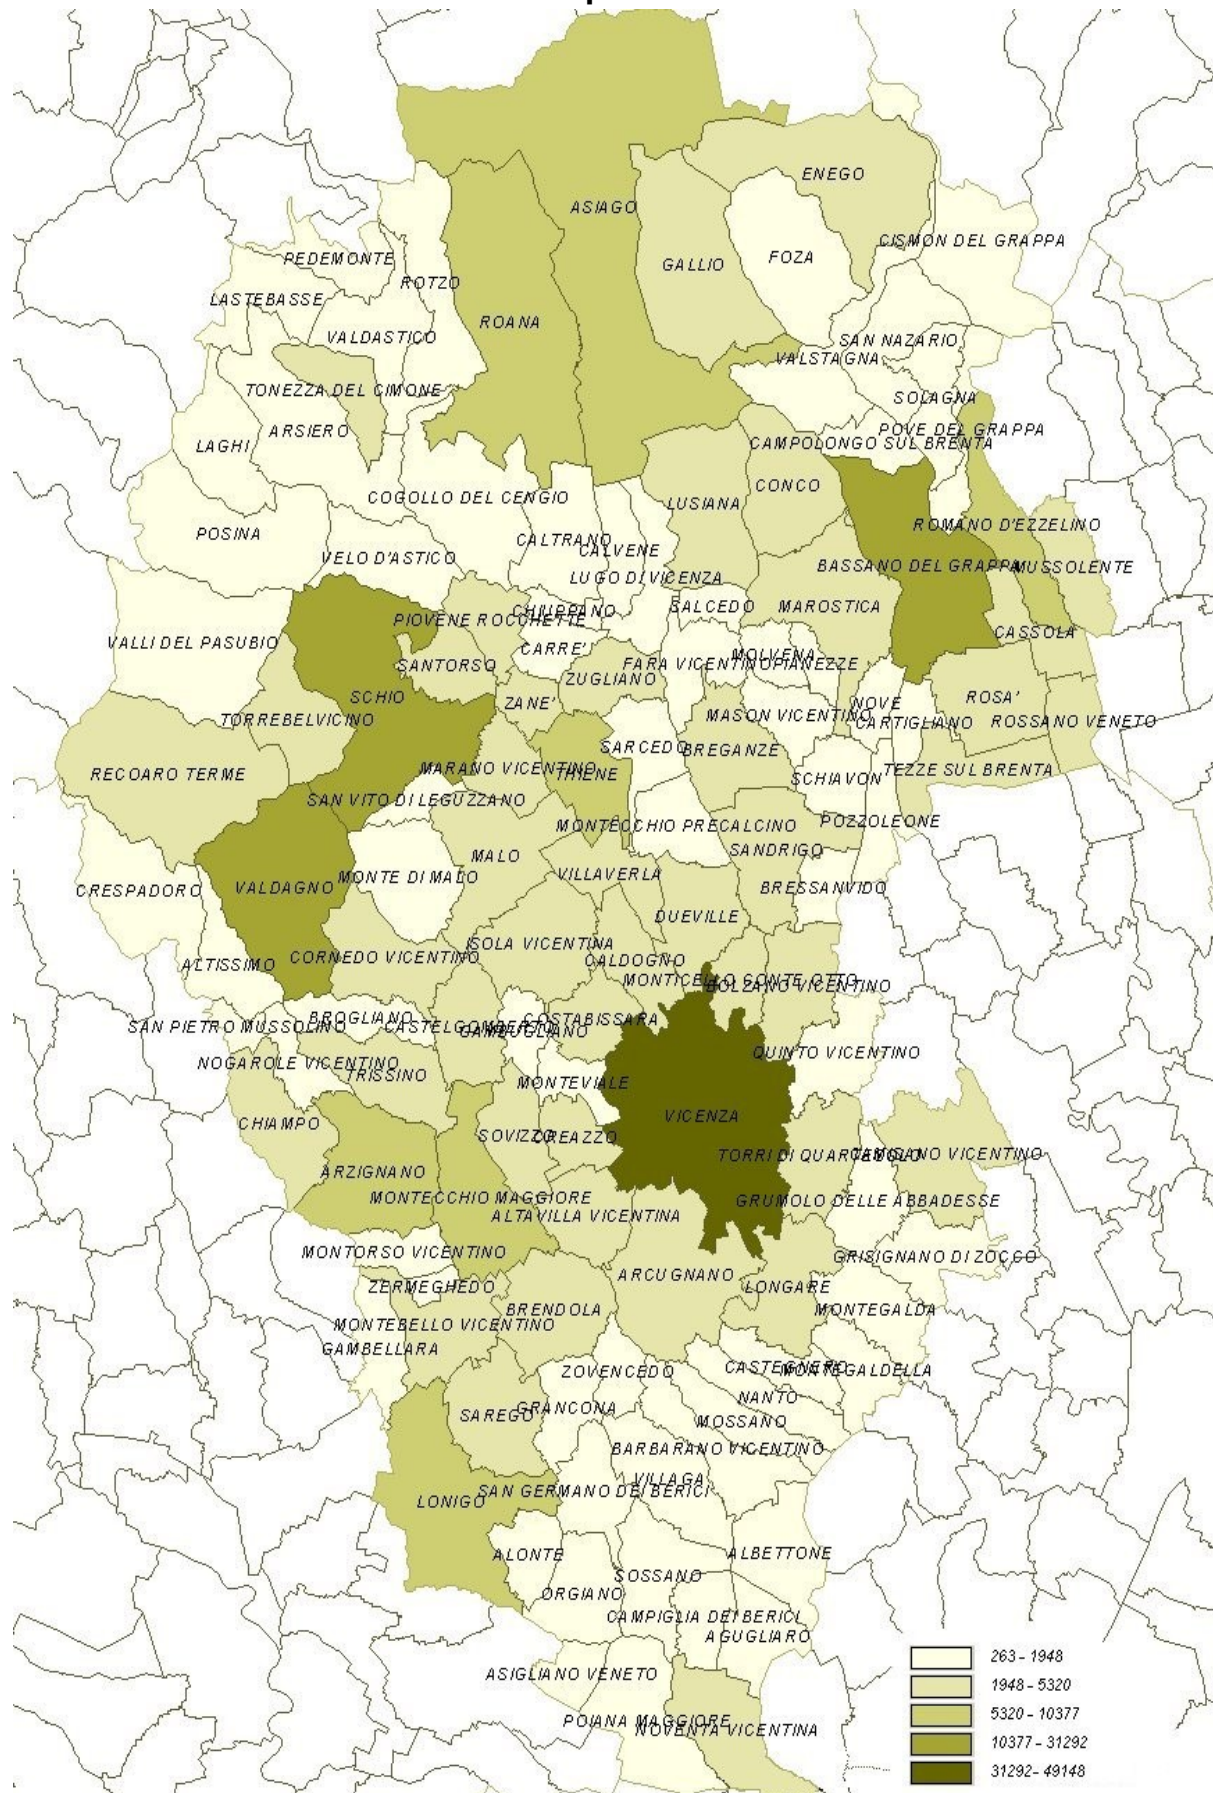 ENEGO
ASIAGO
CISMON DEL GRAPPA
PEDEMONTE
FOZA
GALLIO
ROTZO
LASTEBASSE
ROANA
VALDASTICO
SAN NAZARIO
VALSTAGNA
TONEZZA DEL CIMONE
SOLAGNA
ARSIERO
POVE DEL GRAPPA
LAGHI
CAMPOLONGO SUL BRENTA
CONCO
COGOLLO DEL CENGIO
LUSIANA
ROMANO D'EZZELINO
POSINA
CALTRANO
CALVENE
VELO D'ASTICO
BASSANO DEL GRAPPA
MUSSOLENTE
LUGO DI VICENZA
CHIUPPANO
SALCEDO
MAROSTICA
PIOVENE ROCCHETTE
CASSOLA
VALLI DEL PASUBIO
CARRE'
MOLVENA
SANTORSO
FARA VICENTINO
PIANEZZE
ZUGLIANO
SCHIO
ZANE'
NOVE
ROSA'
TORREBELVICINO
MASON VICENTINO
CARTIGLIANO
ROSSANO VENETO
SARCEDO
BREGANZE
RECOARO TERME
MARANO VICENTINO
THIENE
SCHIAVON
TEZZE SUL BRENTA
SAN VITO DI LEGUZZANO
MONTECCHIO PRECALCINO
POZZOLEONE
SANDRIGO
MALO
VILLAVERLA
CRESPADORO
VALDAGNO
MONTE DI MALO
BRESSANVIDO
DUEVILLE
ISOLA VICENTINA
CORNEDO VICENTINO
CALDOGNO
ALTISSIMO
MONTICELLO CONTE OTTO
BOLZANO VICENTINO
BROGLIANO
COSTABISSARA
SAN PIETRO MUSSOLINO
CASTELGOMBERTO
GAMBUGLIANO
QUINTO VICENTINO
NOGAROLE VICENTINO
TRISSINO
MONTEVIALE
VICENZA
CHIAMPO
SOVIZZO
CREAZZO
TORRI DI QUARTESOLO
CAMISANO VICENTINO
ARZIGNANO
MONTECCHIO MAGGIORE
GRUMOLO DELLE ABBADESSE
ALTAVILLA VICENTINA
MONTORSO VICENTINO
GRISIGNANO DI ZOCCO
ARCUGNANO
ZERMEGHEDO
LONGARE
BRENDOLA
MONTEGALDA
MONTEBELLO VICENTINO
GAMBELLARA
ZOVENCEDO
CASTEGNERO
MONTEGALDELLA
NANTO
GRANCONA
SAREGO
MOSSANO
BARBARANO VICENTINO
VILLAGA
SAN GERMANO DEI BERICI
LONIGO
ALONTE
ALBETTONE
SOSSANO
ORGIANO
CAMPIGLIA DEI BERICI
AGUGLIARO
ASIGLIANO VENETO
POIANA MAGGIORE
NOVENTA VICENTINA
263 - 1948
1948 - 5320
5320 - 10377
10377 - 31292
31292 - 49148